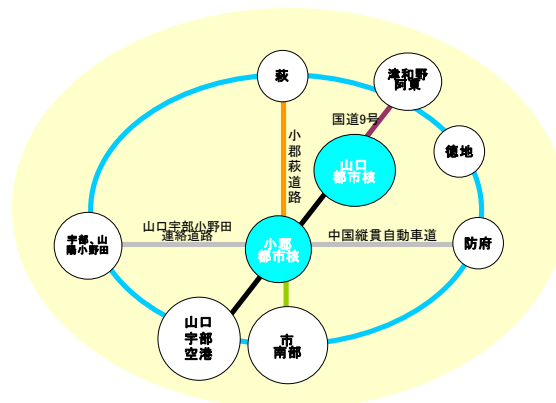 萩
津和野
阿東
国道9号
小郡萩道路
徳地
山口
都市核
山口宇部小野田
連絡道路
宇部、山
陽小野田
小郡
都市核
中国縦貫自動車道
防府
山口
宇部
空港
市
南部